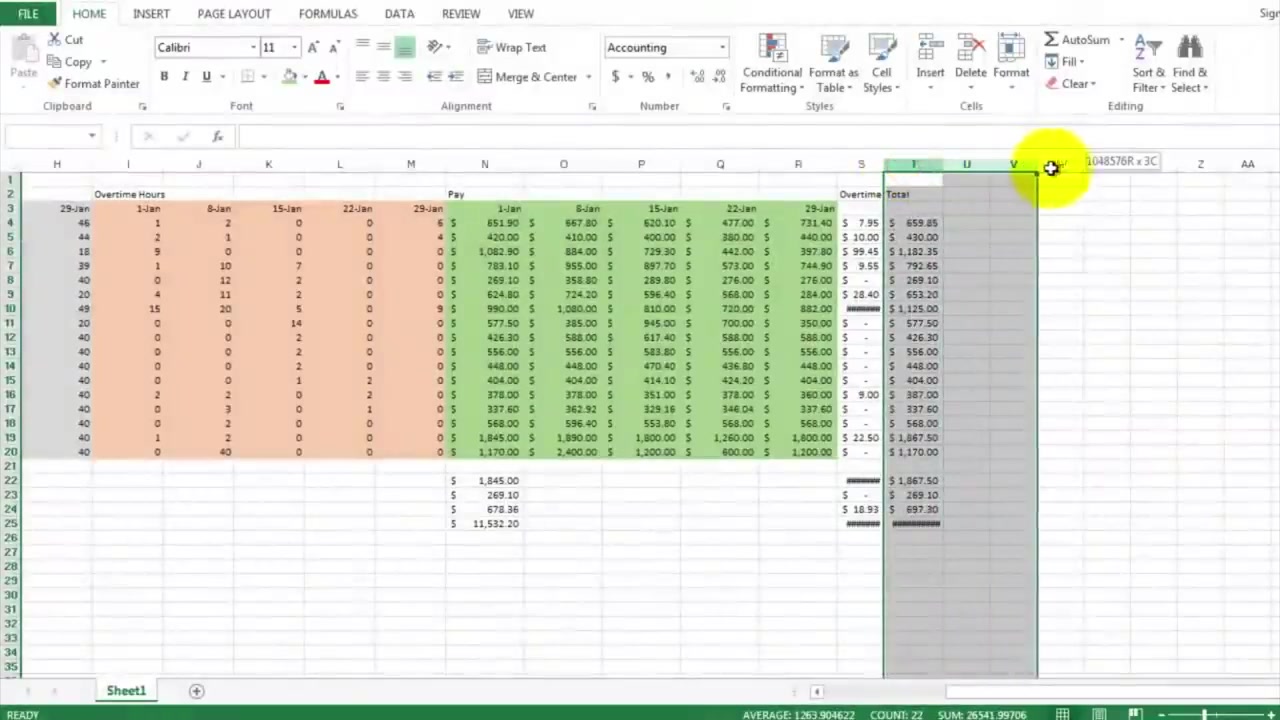 FILE HOME INSERT PAGE LAYOUT FORMULAS DATA REVIEW VIEW Sign
Paste Cut Calibri 11 Wrap Text Accounting Conditional Formatting Format as Table Cell Styles Insert Delete Format AutoSum Sort & Filter Find & Select
Copy Fill
Format Painter B I U A Merge & Center $ % , Clear
Clipboard Font Alignment Number Styles Cells Editing
fx
H I J K L M N O P Q R S T U V 1048576R x 3C Z AA
1
2 Overtime Hours Pay Overtime Total
3 29-Jan 1-Jan 8-Jan 15-Jan 22-Jan 29-Jan 1-Jan 8-Jan 15-Jan 22-Jan 29-Jan
4 46 1 2 0 0 6 $ 651.90 $ 667.80 $ 620.10 $ 477.00 $ 731.40 $ 7.95 $ 659.85
5 44 2 1 0 0 4 $ 420.00 $ 410.00 $ 400.00 $ 380.00 $ 440.00 $ 10.00 $ 430.00
6 18 9 0 0 0 0 $ 1,082.90 $ 884.00 $ 729.30 $ 442.00 $ 397.80 $ 99.45 $ 1,182.35
7 39 1 10 7 0 0 $ 783.10 $ 955.00 $ 897.70 $ 573.00 $ 744.90 $ 9.55 $ 792.65
8 40 0 8 2 0 0 $ 269.10 $ 358.80 $ 289.80 $ 276.00 $ 276.00 $ - $ 269.10
9 20 4 11 2 0 0 $ 624.80 $ 724.20 $ 596.40 $ 568.00 $ 284.00 $ 28.40 $ 653.20
10 49 15 20 5 0 9 $ 990.00 $ 1,080.00 $ 810.00 $ 720.00 $ 882.00 ####### $ 1,125.00
11 20 0 0 14 0 0 $ 577.50 $ 385.00 $ 945.00 $ 700.00 $ 350.00 $ - $ 577.50
12 40 0 0 2 0 0 $ 426.30 $ 588.00 $ 617.40 $ 588.00 $ 588.00 $ - $ 426.30
13 40 0 0 2 0 0 $ 556.00 $ 556.00 $ 583.80 $ 556.00 $ 556.00 $ - $ 556.00
14 40 0 0 2 0 0 $ 448.00 $ 448.00 $ 470.40 $ 436.80 $ 448.00 $ - $ 448.00
15 40 0 0 1 2 0 $ 404.00 $ 404.00 $ 414.10 $ 424.20 $ 404.00 $ - $ 404.00
16 40 2 0 0 2 0 $ 378.00 $ 378.00 $ 351.00 $ 378.00 $ 360.00 $ 9.00 $ 387.00
17 40 0 3 0 1 0 $ 337.60 $ 362.92 $ 329.16 $ 346.04 $ 337.60 $ - $ 337.60
18 40 0 2 0 0 0 $ 568.00 $ 596.40 $ 553.80 $ 568.00 $ 568.00 $ - $ 568.00
19 40 1 2 0 0 0 $ 1,845.00 $ 1,890.00 $ 1,800.00 $ 1,260.00 $ 1,800.00 $ 22.50 $ 1,867.50
20 40 0 40 0 0 0 $ 1,170.00 $ 2,400.00 $ 1,200.00 $ 600.00 $ 1,200.00 $ - $ 1,170.00
21
22 $ 1,845.00 ####### $ 1,867.50
23 $ 269.10 $ - $ 269.10
24 $ 678.36 $ 18.93 $ 697.30
25 $ 11,532.20 ####### ##########
26
27
28
29
30
31
32
33
34
35
Sheet1
READY AVERAGE: 1263.904622 COUNT: 22 SUM: 26541.99706